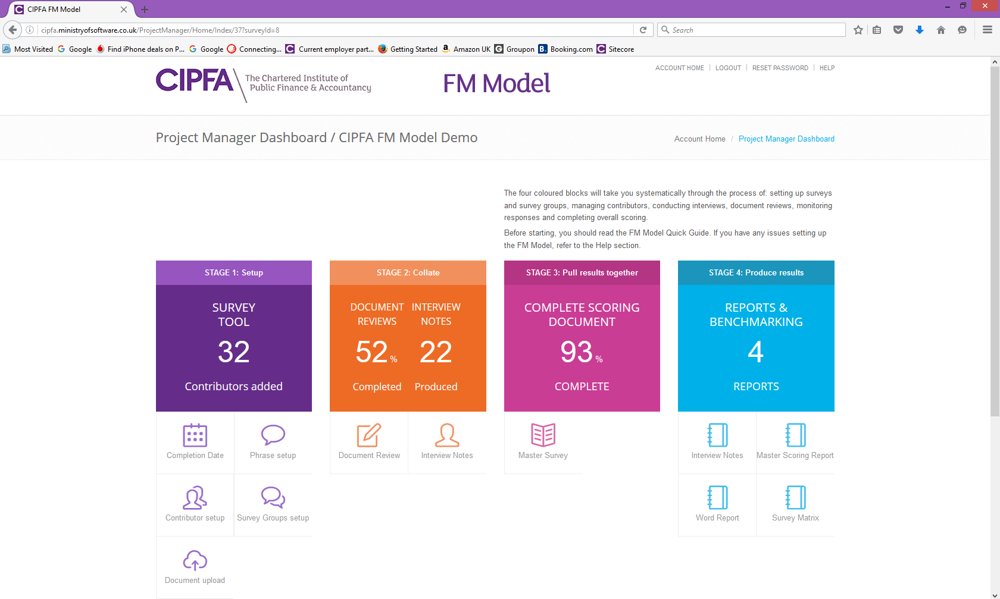 CIPFA FM Model
cipfa.ministryofsoftware.co.uk/ProjectManager/Home/Index/37?surveyId=8
Search
Most Visited
Google
Find iPhone deals on P...
Google
Connecting...
Current employer part...
Getting Started
Amazon UK
Groupon
Booking.com
Sitecore
CIPFA
The Chartered Institute of
Public Finance & Accountancy
FM Model
ACCOUNT HOME | LOGOUT | RESET PASSWORD | HELP
Project Manager Dashboard / CIPFA FM Model Demo
Account Home / Project Manager Dashboard
The four coloured blocks will take you systematically through the process of: setting up surveys
and survey groups, managing contributors, conducting interviews, document reviews, monitoring
responses and completing overall scoring.
Before starting, you should read the FM Model Quick Guide. If you have any issues setting up
the FM Model, refer to the Help section.
STAGE 1: Setup
SURVEY
TOOL
32
Contributors added
Completion Date
Phrase setup
Contributor setup
Survey Groups setup
Document upload
STAGE 2: Collate
DOCUMENT
REVIEWS
52 %
Completed
INTERVIEW
NOTES
22
Produced
Document Review
Interview Notes
STAGE 3: Pull results together
COMPLETE SCORING
DOCUMENT
93 %
COMPLETE
Master Survey
STAGE 4: Produce results
REPORTS &
BENCHMARKING
4
REPORTS
Interview Notes
Master Scoring Report
Word Report
Survey Matrix